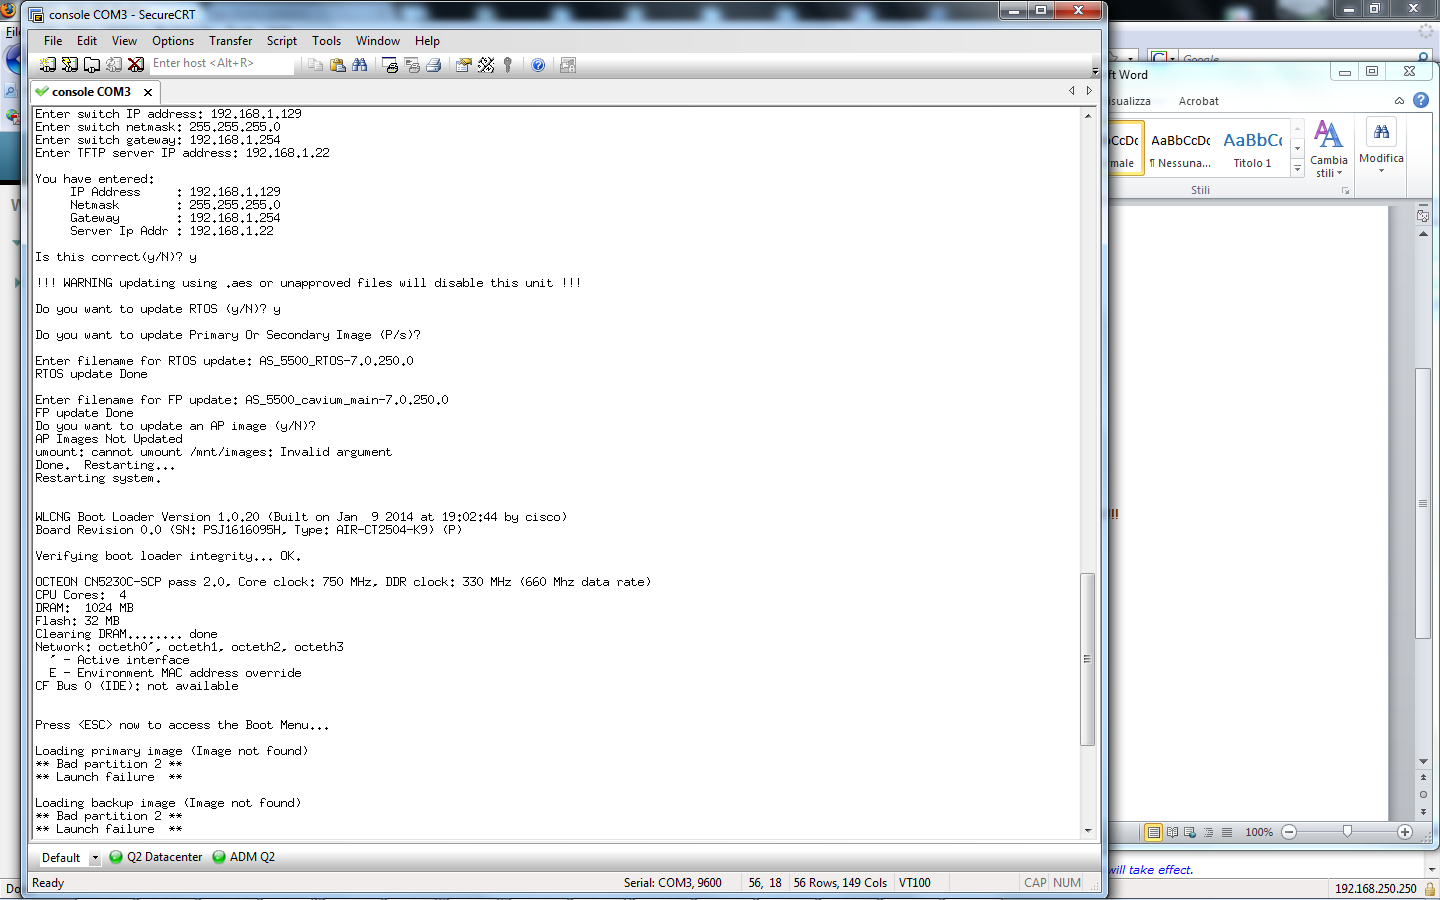 console COM3 - SecureCRT
File Edit View Options Transfer Script Tools Window Help
Enter host <Alt+R>
console COM3
Enter switch IP address: 192.168.1.129
Enter switch netmask: 255.255.255.0
Enter switch gateway: 192.168.1.254
Enter TFTP server IP address: 192.168.1.22
You have entered:
IP Address : 192.168.1.129
Netmask : 255.255.255.0
Gateway : 192.168.1.254
Server Ip Addr : 192.168.1.22
Is this correct(y/N)? y
!!! WARNING updating using .aes or unapproved files will disable this unit !!!
Do you want to update RTOS (y/N)? y
Do you want to update Primary Or Secondary Image (P/s)?
Enter filename for RTOS update: AS_5500_RTOS-7.0.250.0
RTOS update Done
Enter filename for FP update: AS_5500_cavium_main-7.0.250.0
FP update Done
Do you want to update an AP image (y/N)?
AP Images Not Updated
umount: cannot umount /mnt/images: Invalid argument
Done.  Restarting...
Restarting system.
WLCNG Boot Loader Version 1.0.20 (Built on Jan  9 2014 at 19:02:44 by cisco)
Board Revision 0.0 (SN: PSJ1616095H, Type: AIR-CT2504-K9) (P)
Verifying boot loader integrity... OK.
OCTEON CN5230C-SCP pass 2.0, Core clock: 750 MHz, DDR clock: 330 MHz (660 Mhz data rate)
CPU Cores:  4
DRAM:  1024 MB
Flash: 32 MB
Clearing DRAM........ done
Network: octeth0', octeth1, octeth2, octeth3
' - Active interface
E - Environment MAC address override
CF Bus 0 (IDE): not available
Press <ESC> now to access the Boot Menu...
Loading primary image (Image not found)
** Bad partition 2 **
** Launch failure  **
Loading backup image (Image not found)
** Bad partition 2 **
** Launch failure  **
Default Q2 Datacenter ADM Q2
Ready Serial: COM3, 9600 56, 18 56 Rows, 149 Cols VT100 CAP NUM
Google
ft Word
isualizza Acrobat
AaBbCcDc AaBbCc
male ¶ Nessuna... Titolo 1
Cambia stili
Modifica
Stili
!!!
100%
will take effect.
192.168.250.250